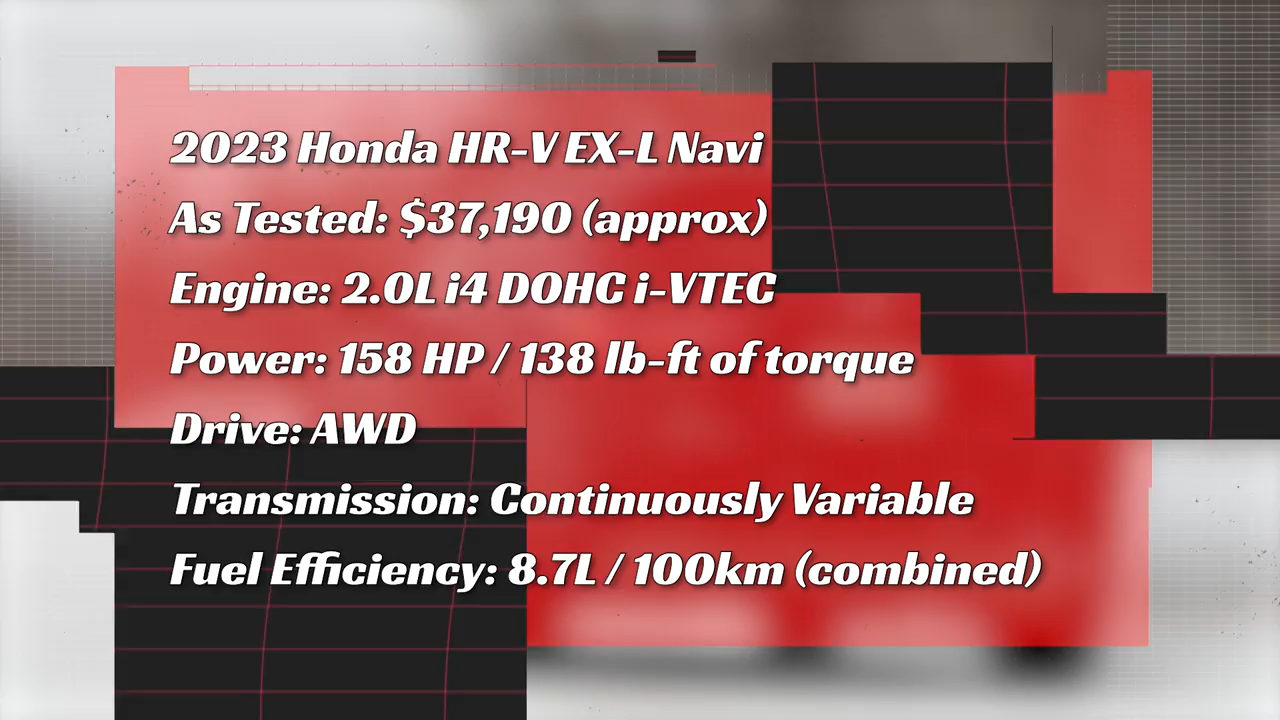 2023 Honda HR-V EX-L Navi
As Tested: $37,190 (approx)
Engine: 2.0L i4 DOHC i-VTEC
Power: 158 HP / 138 lb-ft of torque
Drive: AWD
Transmission: Continuously Variable
Fuel Efficiency: 8.7L / 100km (combined)